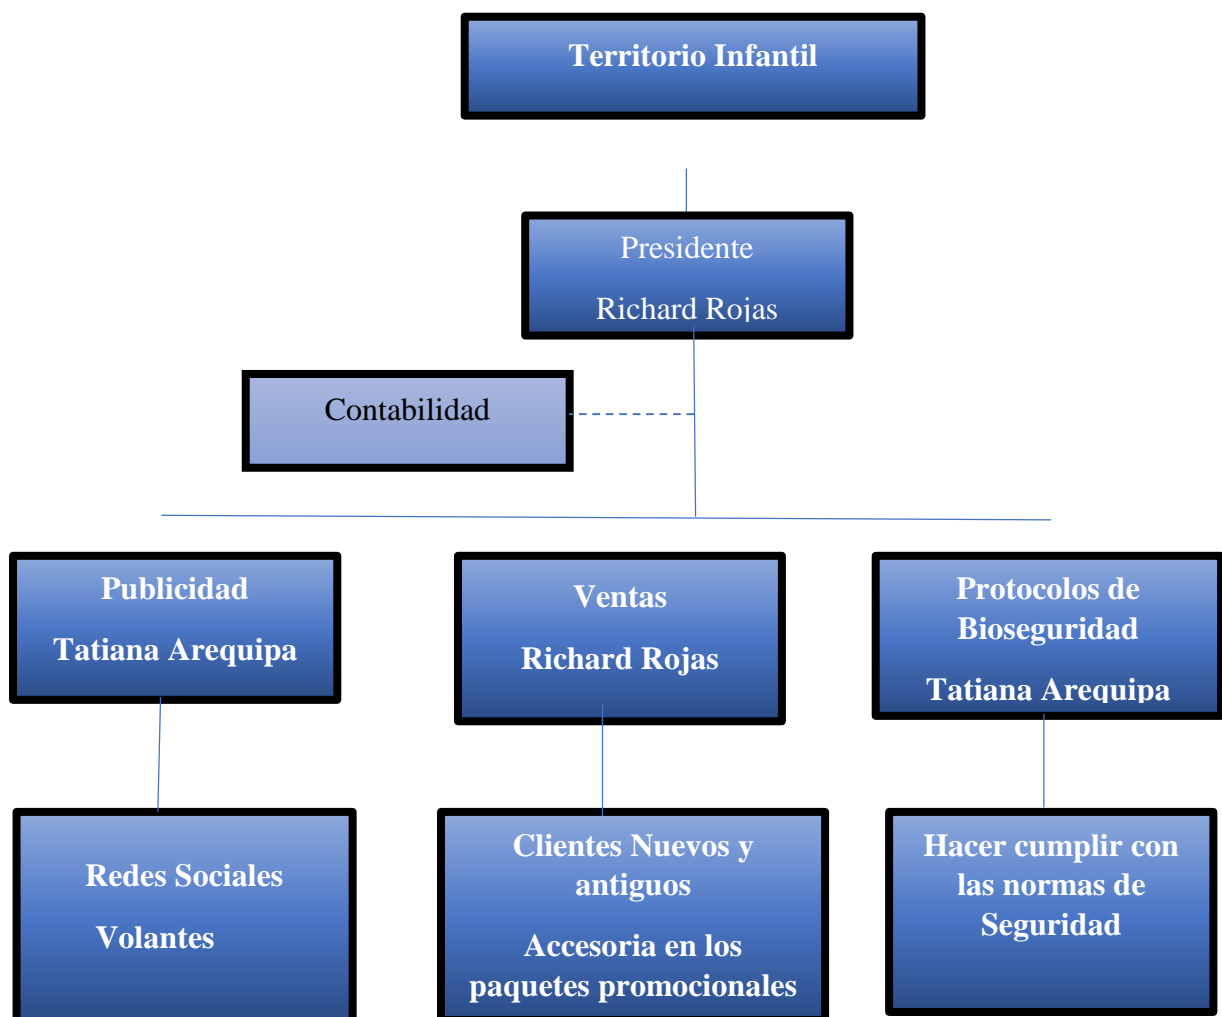 Territorio Infantil
Presidente
Richard Rojas
Contabilidad
Publicidad
Tatiana Arequipa
Ventas
Richard Rojas
Protocolos de
Bioseguridad
Tatiana Arequipa
Redes Sociales
Volantes
Clientes Nuevos y
antiguos
Accesoria en los
paquetes promocionales
Hacer cumplir con
las normas de
Seguridad